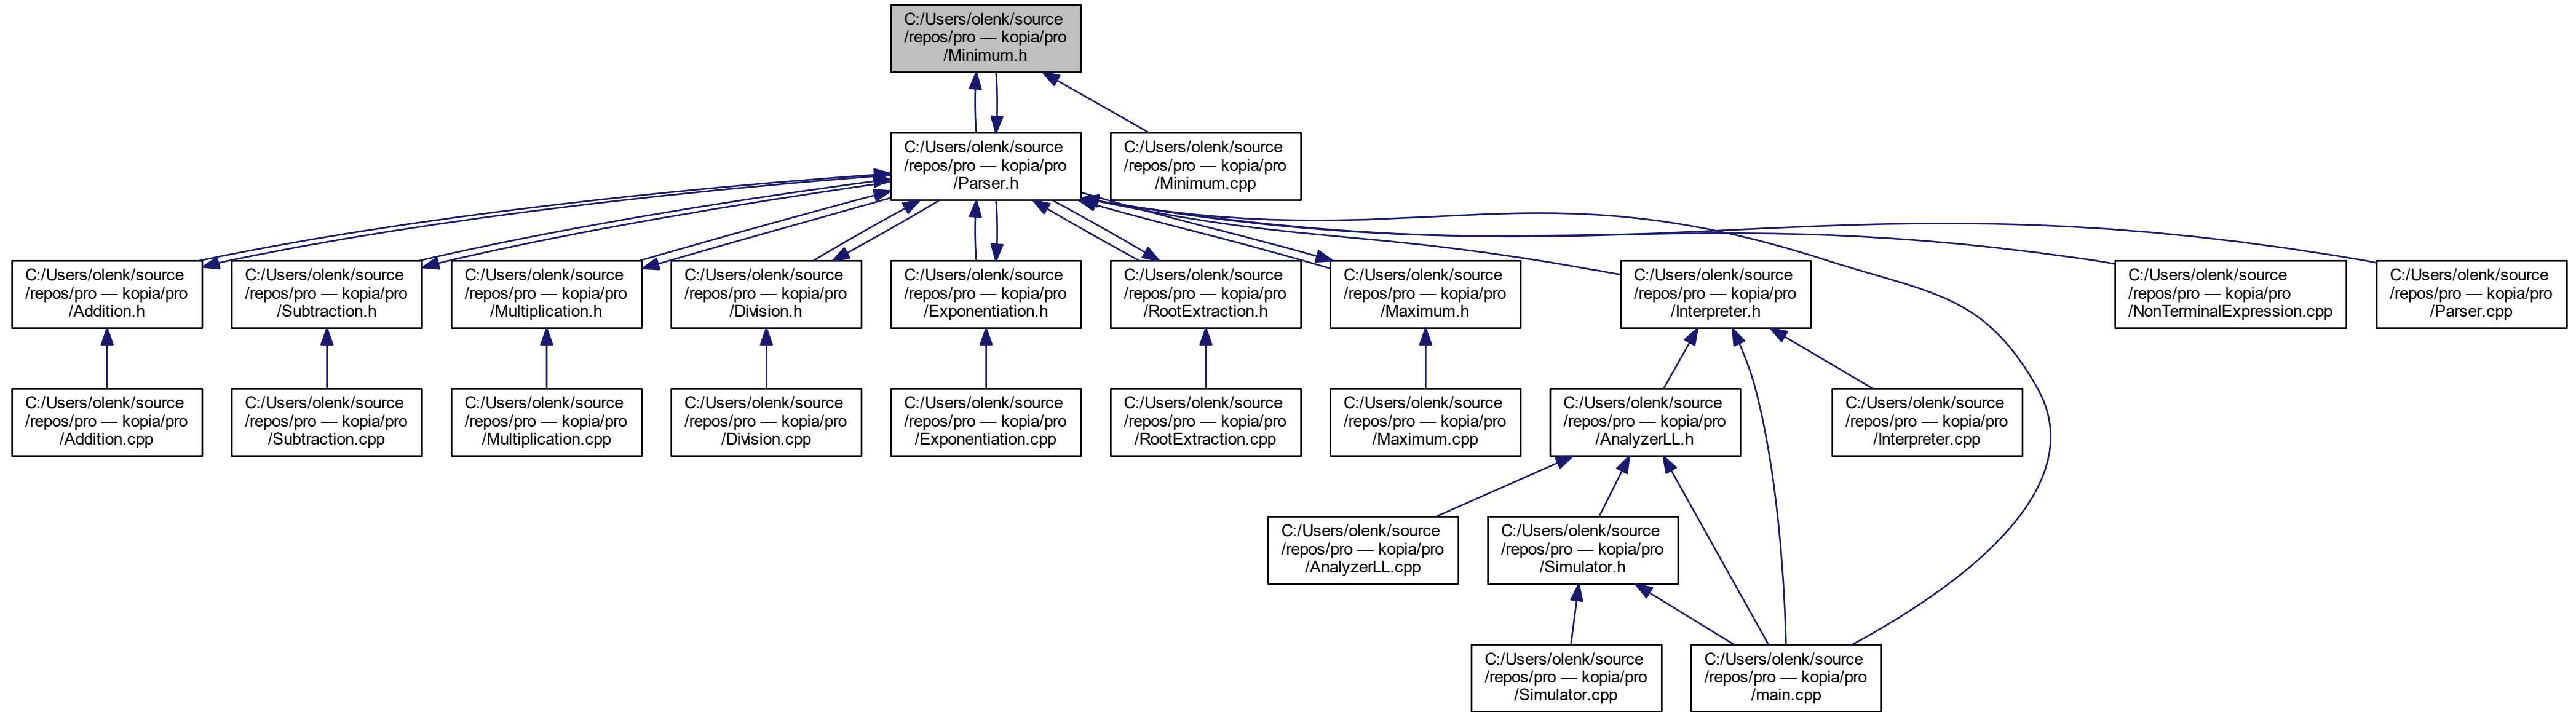 C:/Users/olenk/source
/repos/pro — kopia/pro
/Minimum.h
C:/Users/olenk/source
/repos/pro — kopia/pro
/Parser.h
C:/Users/olenk/source
/repos/pro — kopia/pro
/Minimum.cpp
C:/Users/olenk/source
/repos/pro — kopia/pro
/Addition.h
C:/Users/olenk/source
/repos/pro — kopia/pro
/Subtraction.h
C:/Users/olenk/source
/repos/pro — kopia/pro
/Multiplication.h
C:/Users/olenk/source
/repos/pro — kopia/pro
/Division.h
C:/Users/olenk/source
/repos/pro — kopia/pro
/Exponentiation.h
C:/Users/olenk/source
/repos/pro — kopia/pro
/RootExtraction.h
C:/Users/olenk/source
/repos/pro — kopia/pro
/Maximum.h
C:/Users/olenk/source
/repos/pro — kopia/pro
/Interpreter.h
C:/Users/olenk/source
/repos/pro — kopia/pro
/NonTerminalExpression.cpp
C:/Users/olenk/source
/repos/pro — kopia/pro
/Parser.cpp
C:/Users/olenk/source
/repos/pro — kopia/pro
/Addition.cpp
C:/Users/olenk/source
/repos/pro — kopia/pro
/Subtraction.cpp
C:/Users/olenk/source
/repos/pro — kopia/pro
/Multiplication.cpp
C:/Users/olenk/source
/repos/pro — kopia/pro
/Division.cpp
C:/Users/olenk/source
/repos/pro — kopia/pro
/Exponentiation.cpp
C:/Users/olenk/source
/repos/pro — kopia/pro
/RootExtraction.cpp
C:/Users/olenk/source
/repos/pro — kopia/pro
/Maximum.cpp
C:/Users/olenk/source
/repos/pro — kopia/pro
/AnalyzerLL.h
C:/Users/olenk/source
/repos/pro — kopia/pro
/Interpreter.cpp
C:/Users/olenk/source
/repos/pro — kopia/pro
/AnalyzerLL.cpp
C:/Users/olenk/source
/repos/pro — kopia/pro
/Simulator.h
C:/Users/olenk/source
/repos/pro — kopia/pro
/Simulator.cpp
C:/Users/olenk/source
/repos/pro — kopia/pro
/main.cpp